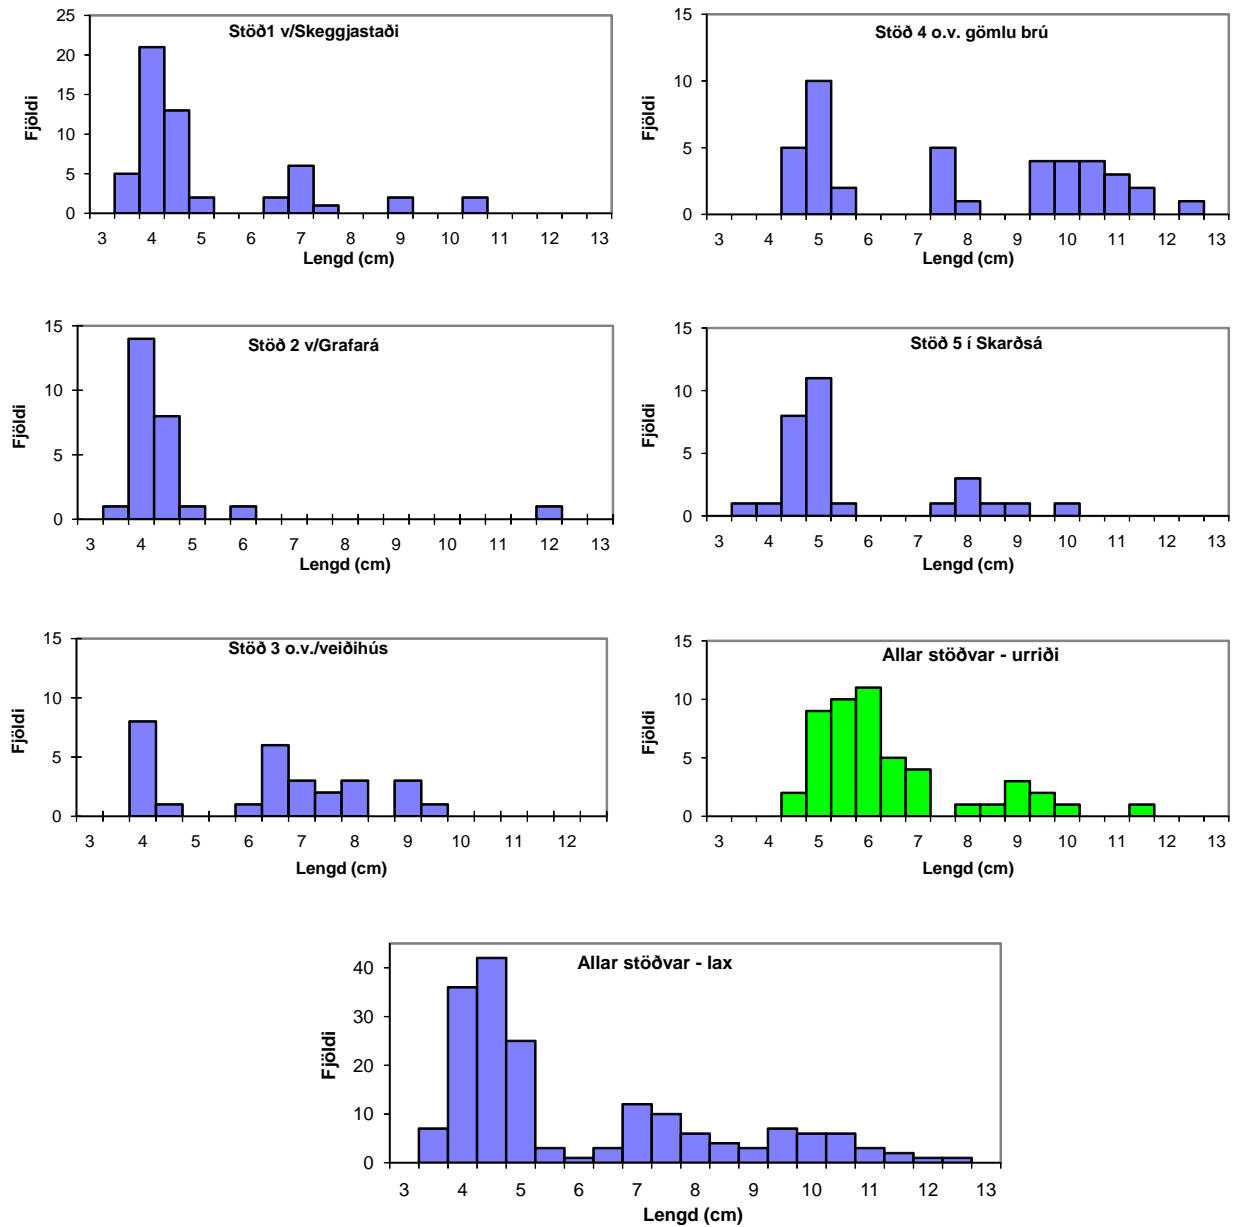 Stöð1 v/Skeggjastaði
Fjöldi
25
20
15
10
5
0
3 4 5 6 7 8 9 10 11 12 13
Lengd (cm)
Stöð 4 o.v. gömlu brú
Fjöldi
15
10
5
0
3 4 5 6 7 8 9 10 11 12 13
Lengd (cm)
Stöð 2 v/Grafará
Fjöldi
15
10
5
0
3 4 5 6 7 8 9 10 11 12 13
Lengd (cm)
Stöð 5 í Skarðsá
Fjöldi
15
10
5
0
3 4 5 6 7 8 9 10 11 12 13
Lengd (cm)
Stöð 3 o.v./veiðihús
Fjöldi
15
10
5
0
3 4 5 6 7 8 9 10 11 12
Lengd (cm)
Allar stöðvar - urriði
Fjöldi
15
10
5
0
3 4 5 6 7 8 9 10 11 12 13
Lengd (cm)
Allar stöðvar - lax
Fjöldi
40
30
20
10
0
3 4 5 6 7 8 9 10 11 12 13
Lengd (cm)